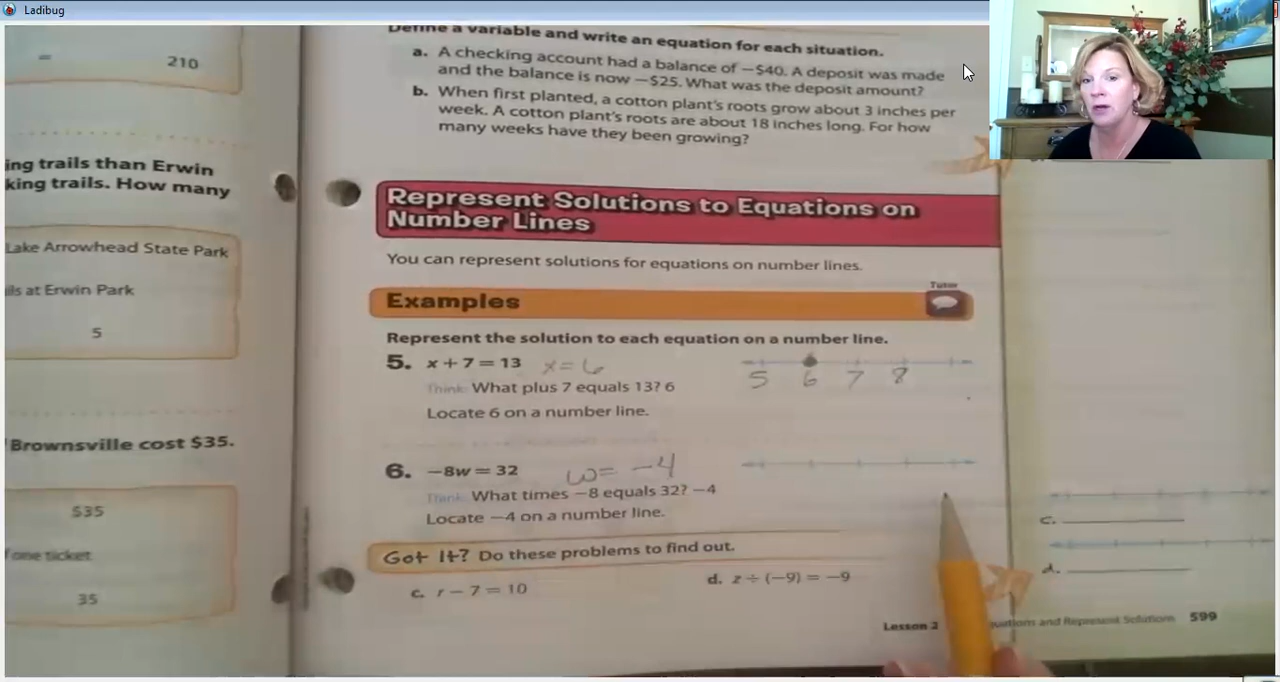 Ladibug
=
210
ing trails than Erwin
king trails. How many
Lake Arrowhead State Park
ils at Erwin Park
5
Brownsville cost $35.
$35
one ticket
35
Define a variable and write an equation for each situation.
a. A checking account had a balance of −$40. A deposit was made
and the balance is now −$25. What was the deposit amount?
b. When first planted, a cotton plant's roots grow about 3 inches per
week. A cotton plant's roots are about 18 inches long. For how
many weeks have they been growing?
Represent Solutions to Equations on
Number Lines
You can represent solutions for equations on number lines.
Examples
Tutor
Represent the solution to each equation on a number line.
5. x + 7 = 13 x = 6
Think: What plus 7 equals 13? 6
Locate 6 on a number line.
5 6 7 8
6. −8w = 32 w = −4
Think: What times −8 equals 32? −4
Locate −4 on a number line.
Got It? Do these problems to find out.
c. r − 7 = 10
d. z ÷ (−9) = −9
c.
d.
Lesson 2 quations and Represent Solutions 599